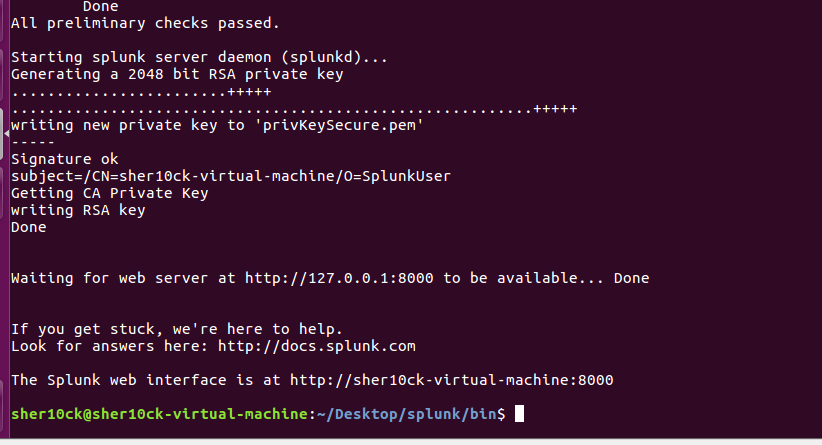 Done
All preliminary checks passed.
Starting splunk server daemon (splunkd)...
Generating a 2048 bit RSA private key
........................+++++
..........................................................+++++
writing new private key to 'privKeySecure.pem'
-----
Signature ok
subject=/CN=sher10ck-virtual-machine/O=SplunkUser
Getting CA Private Key
writing RSA key
Done
Waiting for web server at http://127.0.0.1:8000 to be available... Done
If you get stuck, we're here to help.
Look for answers here: http://docs.splunk.com
The Splunk web interface is at http://sher10ck-virtual-machine:8000
sher10ck@sher10ck-virtual-machine:~/Desktop/splunk/bin$